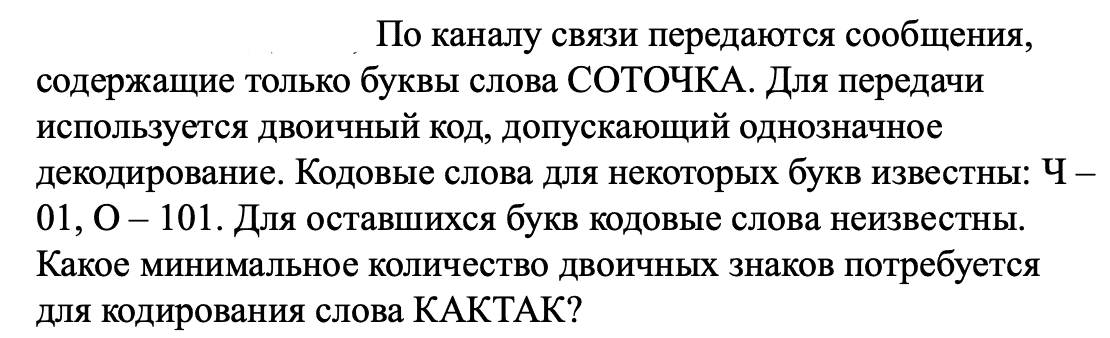 По каналу связи передаются сообщения,
содержащие только буквы слова СОТОЧКА. Для передачи
используется двоичный код, допускающий однозначное
декодирование. Кодовые слова для некоторых букв известны: Ч –
01, О – 101. Для оставшихся букв кодовые слова неизвестны.
Какое минимальное количество двоичных знаков потребуется
для кодирования слова КАКТАК?